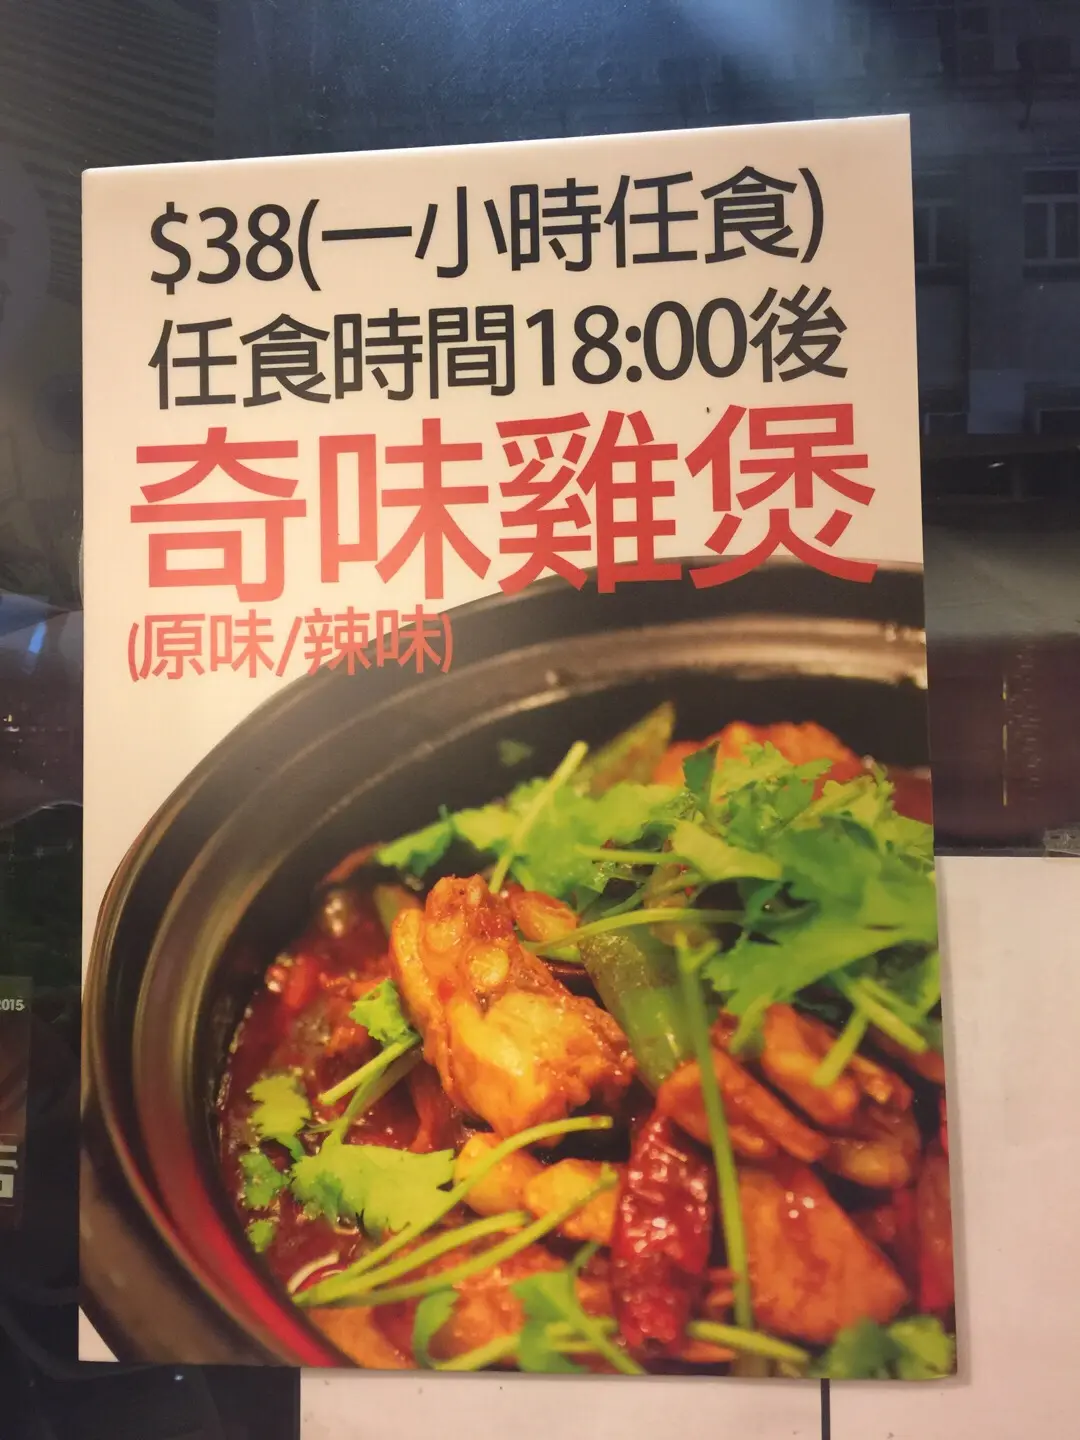 $38(一小時任食)
任食時間18:00後
奇味雞煲
(原味/辣味)
2015